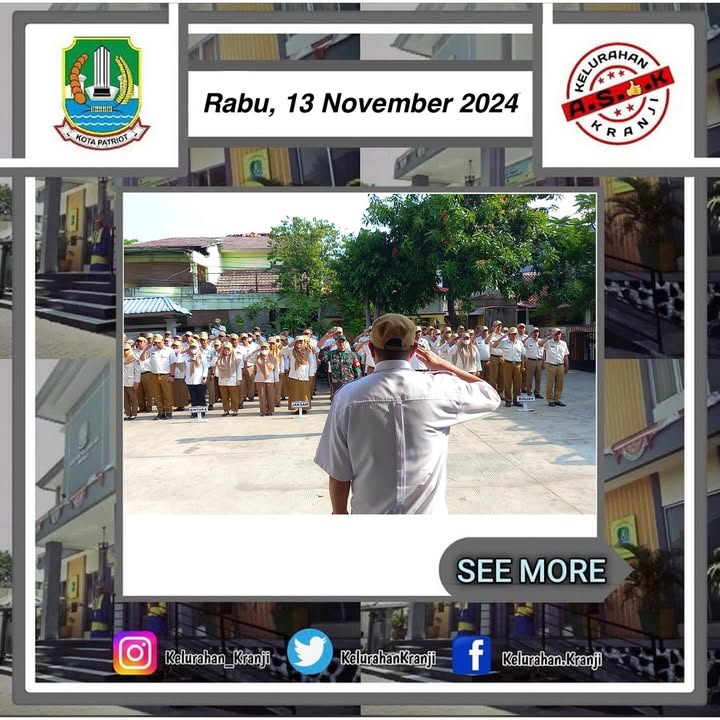 KOTA PATRIOT
Rabu, 13 November 2024
KELURAHAN
A.S.I.K
KRANJI
SEE MORE
Kelurahan_Kranji
KelurahanKranji
Kelurahan.Kranji